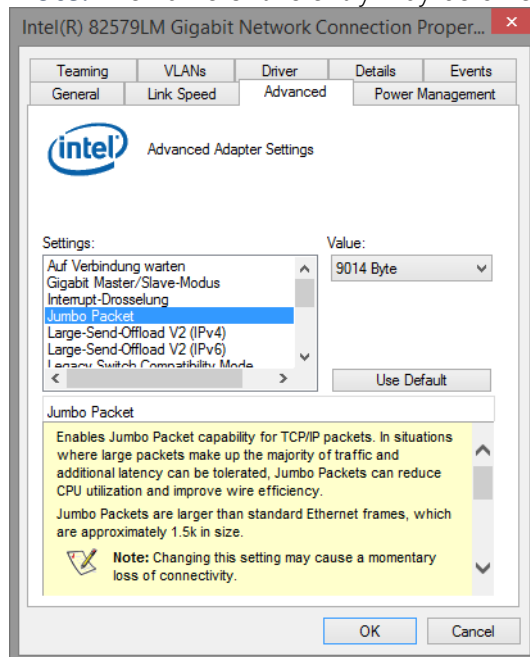 Intel(R) 82579LM Gigabit Network Connection Proper...
Teaming VLANs Driver Details Events
General Link Speed Advanced Power Management
intel Advanced Adapter Settings
Settings: Value:
Auf Verbindung warten 9014 Byte
Gigabit Master/Slave-Modus
Interrupt-Drosselung
Jumbo Packet
Large-Send-Offload V2 (IPv4)
Large-Send-Offload V2 (IPv6)
Legacy Switch Compatibility Mode
Use Default
Jumbo Packet
Enables Jumbo Packet capability for TCP/IP packets. In situations
where large packets make up the majority of traffic and
additional latency can be tolerated, Jumbo Packets can reduce
CPU utilization and improve wire efficiency.
Jumbo Packets are larger than standard Ethernet frames, which
are approximately 1.5k in size.
Note: Changing this setting may cause a momentary
loss of connectivity.
OK Cancel